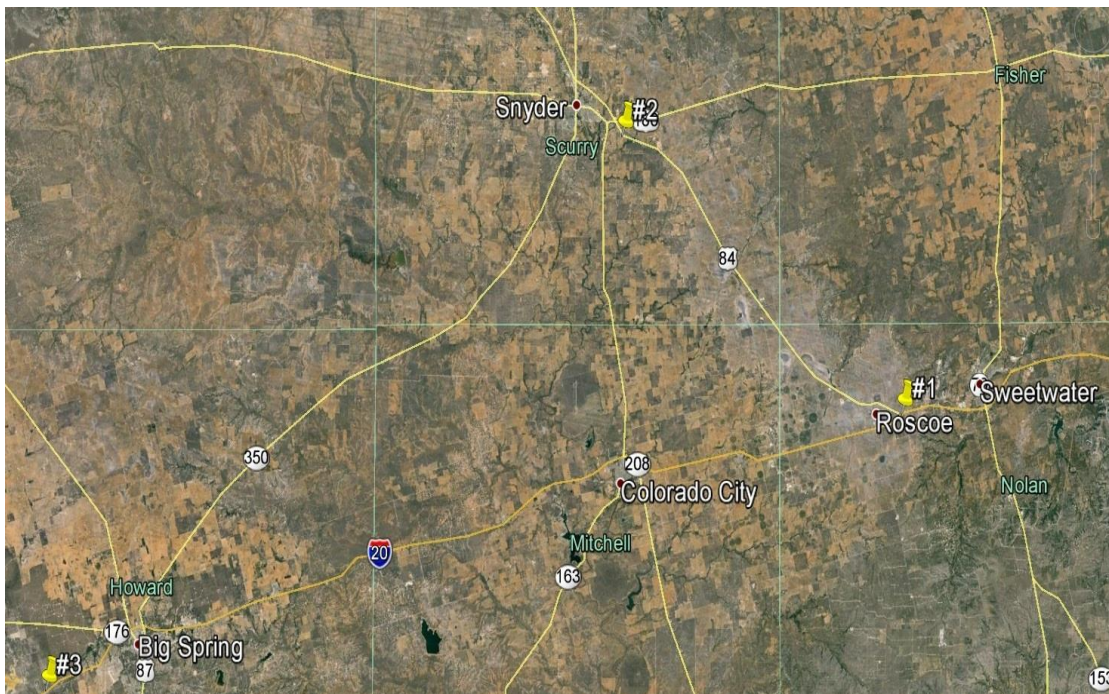 Fisher
Snyder
#2
Scurry
84
#1
Sweetwater
Roscoe
350
208
Colorado City
Nolan
20
Mitchell
163
Howard
176
Big Spring
#3
87